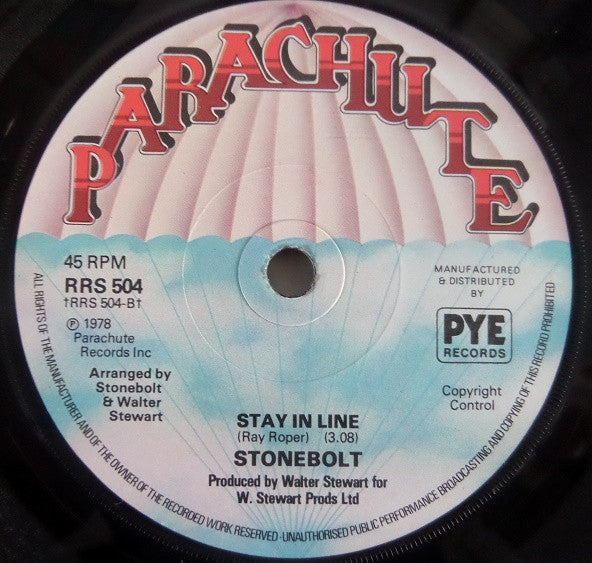 PARACHUTE
45 RPM
RRS 504
†RRS 504-B†
Ⓟ 1978
Parachute
Records Inc
Arranged by
Stonebolt
& Walter
Stewart
MANUFACTURED
& DISTRIBUTED
BY
PYE
RECORDS
Copyright
Control
STAY IN LINE
(Ray Roper) (3.08)
STONEBOLT
Produced by Walter Stewart for
W. Stewart Prods Ltd
ALL RIGHTS OF THE MANUFACTURER AND OF THE OWNER OF THE RECORDED WORK RESERVED · UNAUTHORISED PUBLIC PERFORMANCE BROADCASTING AND COPYING OF THIS RECORD PROHIBITED